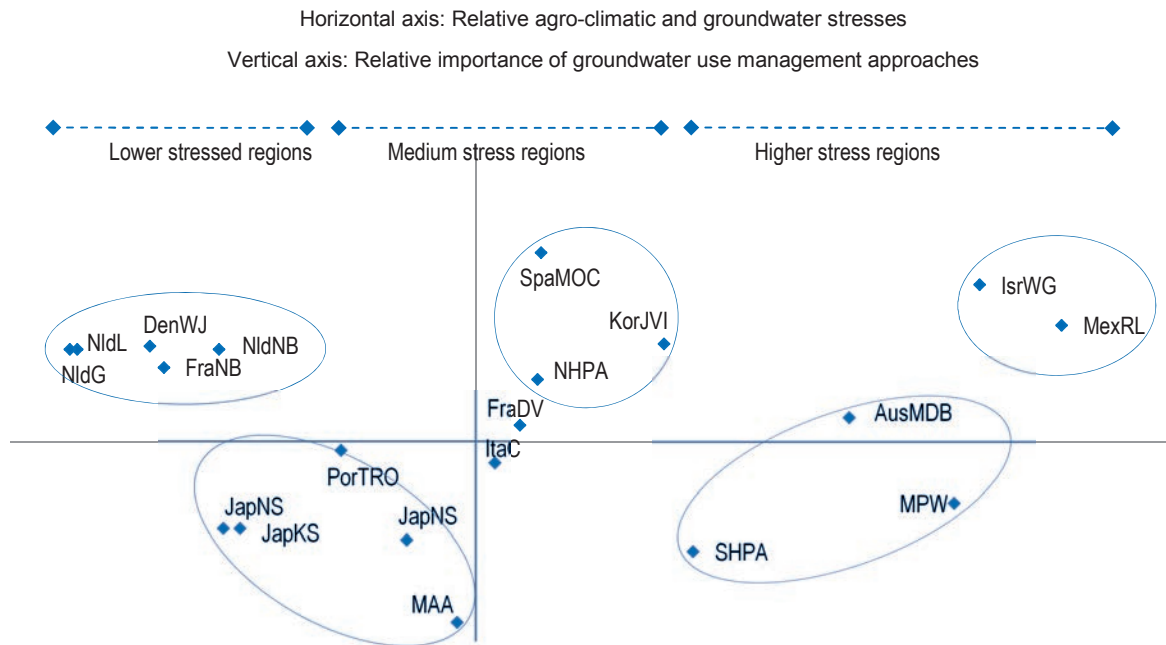 Horizontal axis: Relative agro-climatic and groundwater stresses
Vertical axis: Relative importance of groundwater use management approaches
Lower stressed regions
Medium stress regions
Higher stress regions
SpaMOC
IsrWG
KorJVI
MexRL
DenWJ
NldL
NldNB
NldG
FraNB
NHPA
FraDV
AusMDB
ItaC
PorTRO
JapNS
JapKS
JapNS
MPW
SHPA
MAA